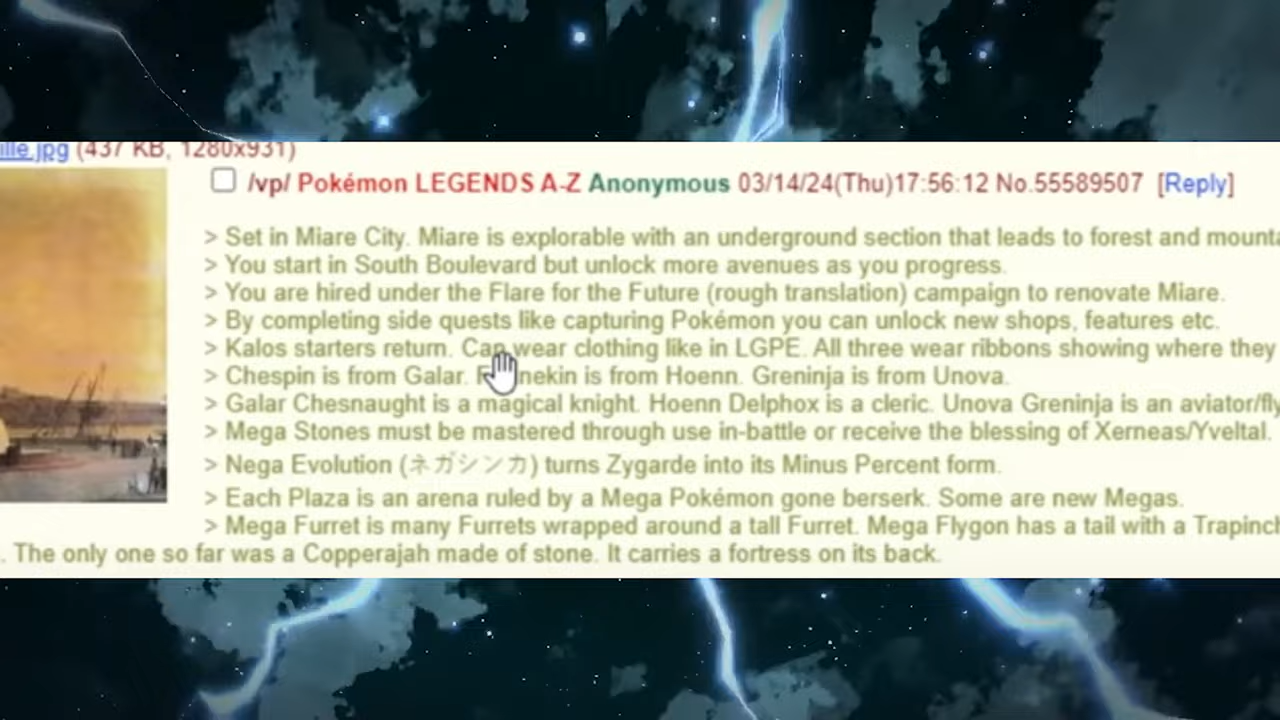 ille.jpg (437 KB, 1280x931)
/vp/ Pokémon LEGENDS A-Z Anonymous 03/14/24(Thu)17:56:12 No.55589507 [Reply]
> Set in Miare City. Miare is explorable with an underground section that leads to forest and mounta
> You start in South Boulevard but unlock more avenues as you progress.
> You are hired under the Flare for the Future (rough translation) campaign to renovate Miare.
> By completing side quests like capturing Pokémon you can unlock new shops, features etc.
> Kalos starters return. Can wear clothing like in LGPE. All three wear ribbons showing where they
> Chespin is from Galar. nekin is from Hoenn. Greninja is from Unova.
> Galar Chesnaught is a magical knight. Hoenn Delphox is a cleric. Unova Greninja is an aviator/fly
> Mega Stones must be mastered through use in-battle or receive the blessing of Xerneas/Yveltal.
> Nega Evolution (ネガシンカ) turns Zygarde into its Minus Percent form.
> Each Plaza is an arena ruled by a Mega Pokémon gone berserk. Some are new Megas.
> Mega Furret is many Furrets wrapped around a tall Furret. Mega Flygon has a tail with a Trapinch
. The only one so far was a Copperajah made of stone. It carries a fortress on its back.